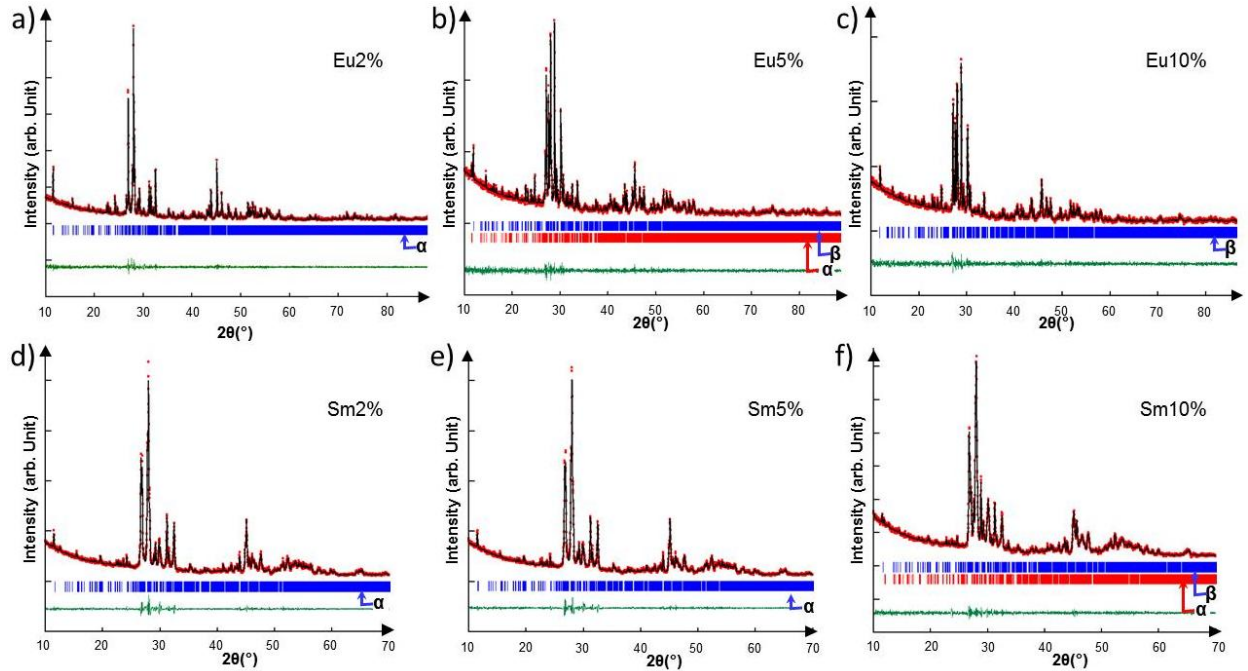 a)
Eu2%
Intensity (arb. Unit)
α
10 20 30 40 50 60 70 80
2θ(°)
b)
Eu5%
Intensity (arb. Unit)
β
α
10 20 30 40 50 60 70 80
2θ(°)
c)
Eu10%
Intensity (arb. Unit)
β
10 20 30 40 50 60 70 80
2θ(°)
d)
Sm2%
Intensity (arb. Unit)
α
10 20 30 40 50 60 70
2θ(°)
e)
Sm5%
Intensity (arb. Unit)
α
10 20 30 40 50 60 70
2θ(°)
f)
Sm10%
Intensity (arb. Unit)
β
α
10 20 30 40 50 60 70
2θ(°)